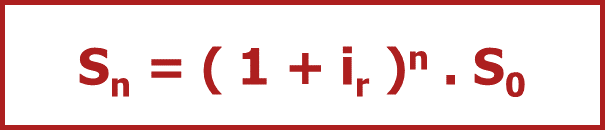 Sₙ = ( 1 + iᵣ )ⁿ . S₀